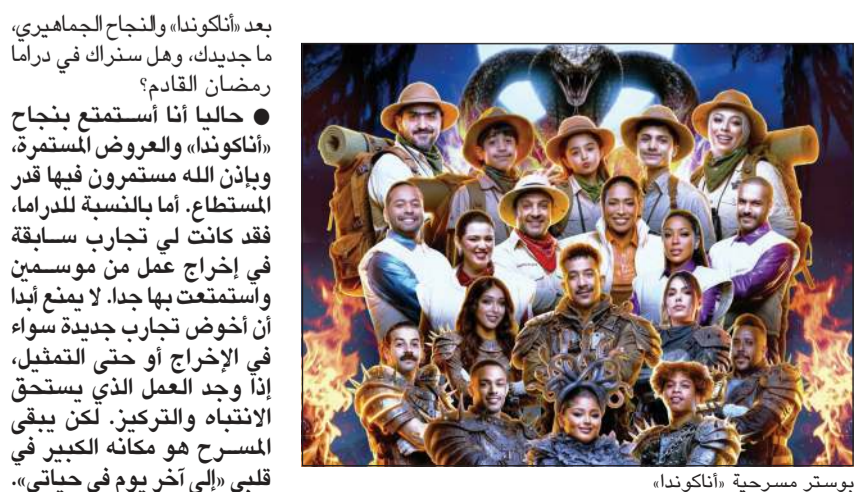 بعد «أناكوندا» والنجاح الجماهيري،
ما جديدك، وهل سنراك في دراما
رمضان القادم؟
● حاليا أنا أستمتع بنجاح
«أناكوندا» والعروض المستمرة،
وبإذن الله مستمرون فيها قدر
المستطاع. أما بالنسبة للدراما،
فقد كانت لي تجارب سابقة
في إخراج عمل من موسمين
واستمتعت بها جدا. لا يمنع أبدا
أن أخوض تجارب جديدة سواء
في الإخراج أو حتى التمثيل،
إذا وجد العمل الذي يستحق
الانتباه والتركيز. لكن يبقى
المسرح هو مكانه الكبير في
قلبي «إلى آخر يوم في حياتي».
بوستر مسرحية «أناكوندا»